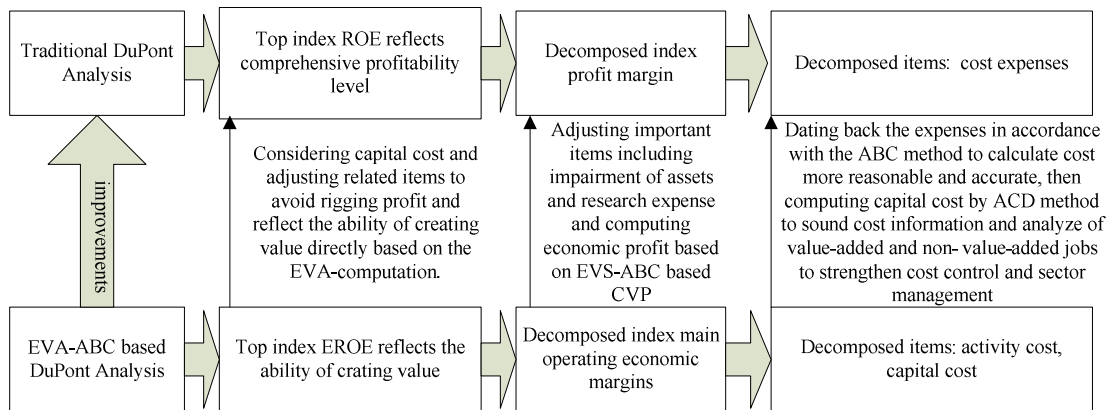 Traditional DuPont
Analysis
Top index ROE reflects
comprehensive profitability
level
Decomposed index
profit margin
Decomposed items: cost expenses
improvements
Considering capital cost and
adjusting related items to
avoid rigging profit and
reflect the ability of creating
value directly based on the
EVA-computation.
Adjusting important
items including
impairment of assets
and research expense
and computing
economic profit based
on EVS-ABC based
CVP
Dating back the expenses in accordance
with the ABC method to calculate cost
more reasonable and accurate, then
computing capital cost by ACD method
to sound cost information and analyze of
value-added and non- value-added jobs
to strengthen cost control and sector
management
EVA-ABC based
DuPont Analysis
Top index EROE reflects the
ability of crating value
Decomposed index main
operating economic
margins
Decomposed items: activity cost,
capital cost